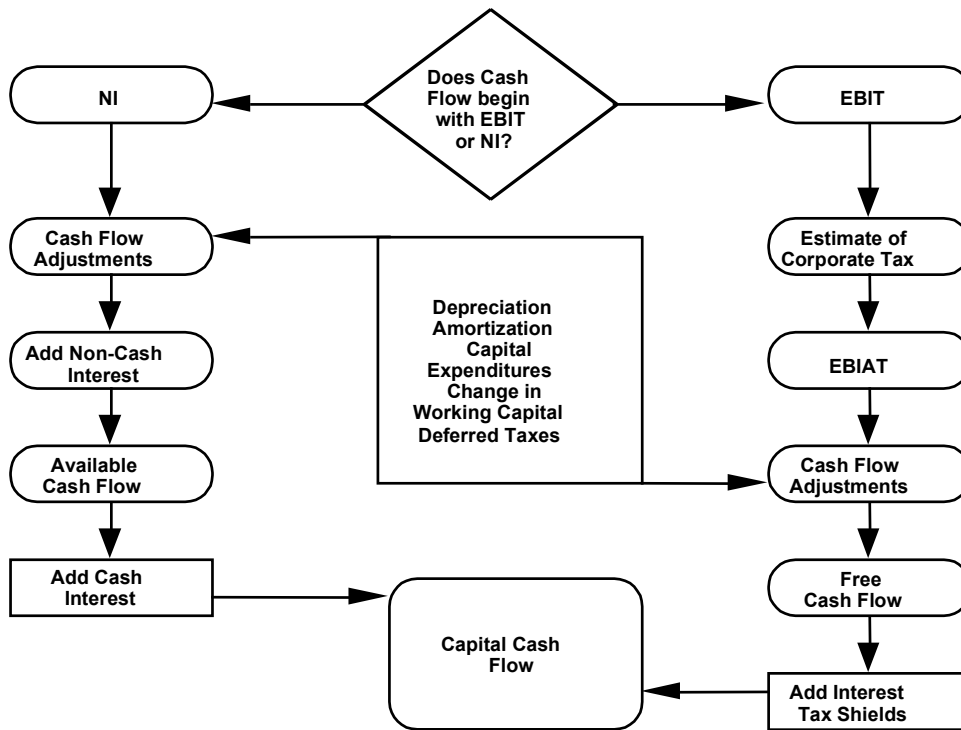 Does Cash
Flow begin
with EBIT
or NI?
NI
EBIT
Cash Flow
Adjustments
Estimate of
Corporate Tax
Depreciation
Amortization
Capital
Expenditures
Change in
Working Capital
Deferred Taxes
Add Non-Cash
Interest
EBIAT
Available
Cash Flow
Cash Flow
Adjustments
Add Cash
Interest
Free
Cash Flow
Capital Cash
Flow
Add Interest
Tax Shields